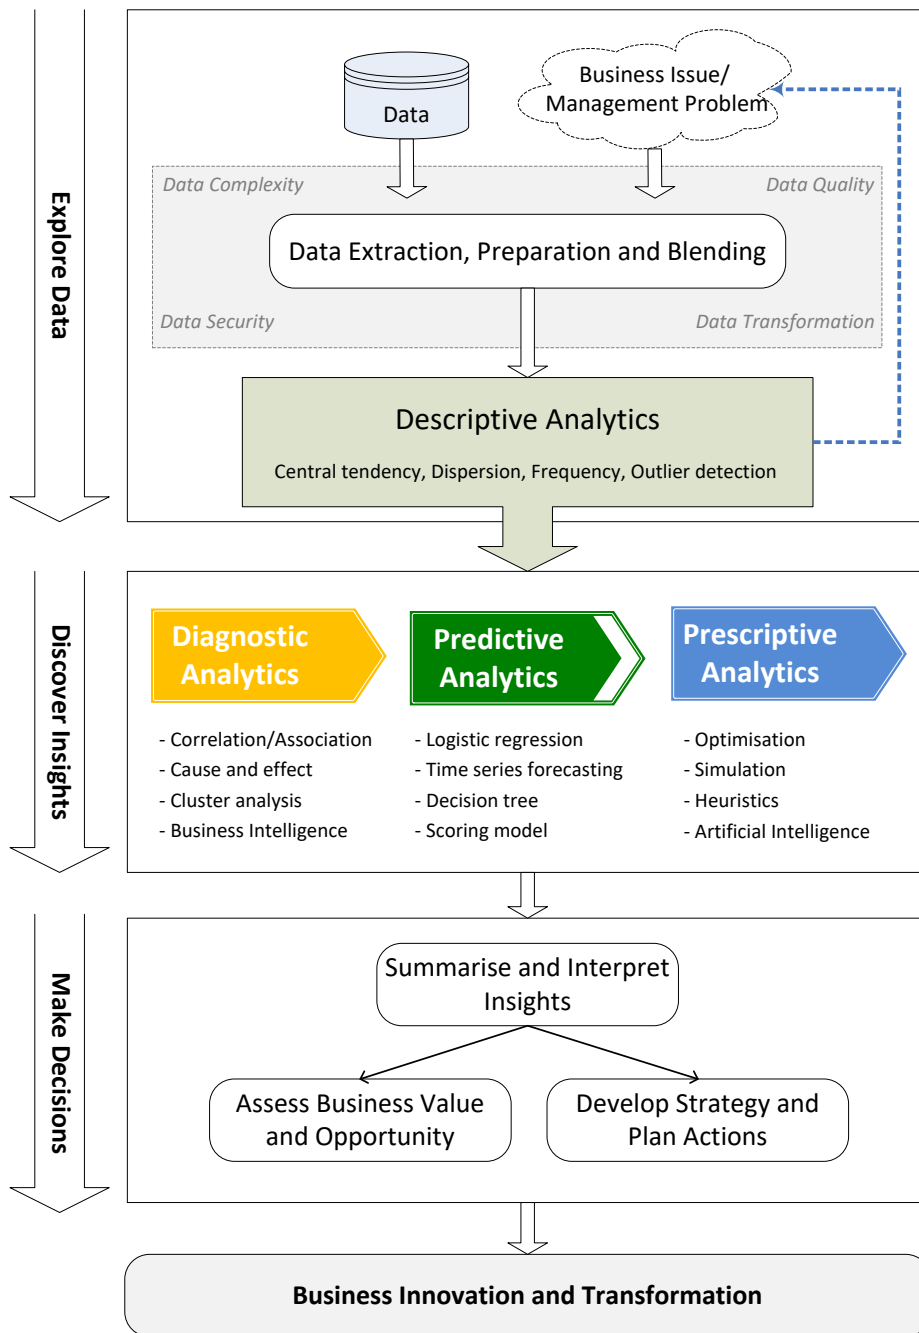 Explore Data
Data
Business Issue/
Management Problem
Data Complexity
Data Quality
Data Extraction, Preparation and Blending
Data Security
Data Transformation
Descriptive Analytics
Central tendency, Dispersion, Frequency, Outlier detection
Discover Insights
Diagnostic
Analytics
- Correlation/Association
- Cause and effect
- Cluster analysis
- Business Intelligence
Predictive
Analytics
- Logistic regression
- Time series forecasting
- Decision tree
- Scoring model
Prescriptive
Analytics
- Optimisation
- Simulation
- Heuristics
- Artificial Intelligence
Make Decisions
Summarise and Interpret
Insights
Assess Business Value
and Opportunity
Develop Strategy and
Plan Actions
Business Innovation and Transformation